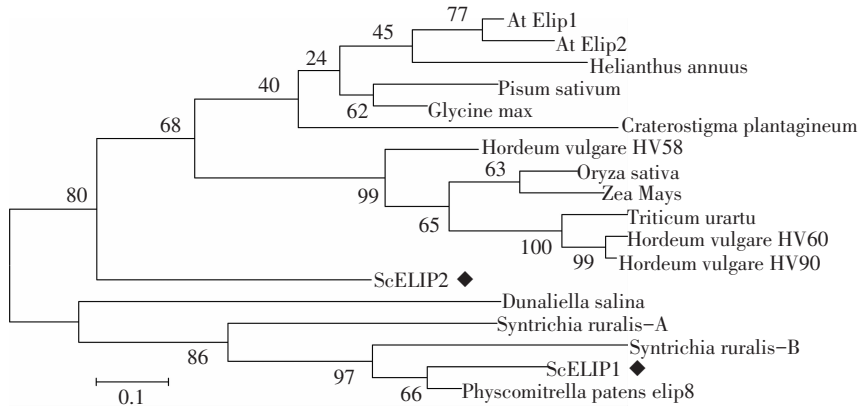 77
At Elip1
45
At Elip2
24
Helianthus annuus
40
Pisum sativum
62
Glycine max
68
Craterostigma plantagineum
Hordeum vulgare HV58
99
63
Oryza sativa
80
Zea Mays
65
Triticum urartu
100
Hordeum vulgare HV60
99
Hordeum vulgare HV90
ScELIP2
Dunaliella salina
Syntrichia ruralis-A
86
Syntrichia ruralis-B
97
ScELIP1
66
Physcomitrella patens elip8
0.1